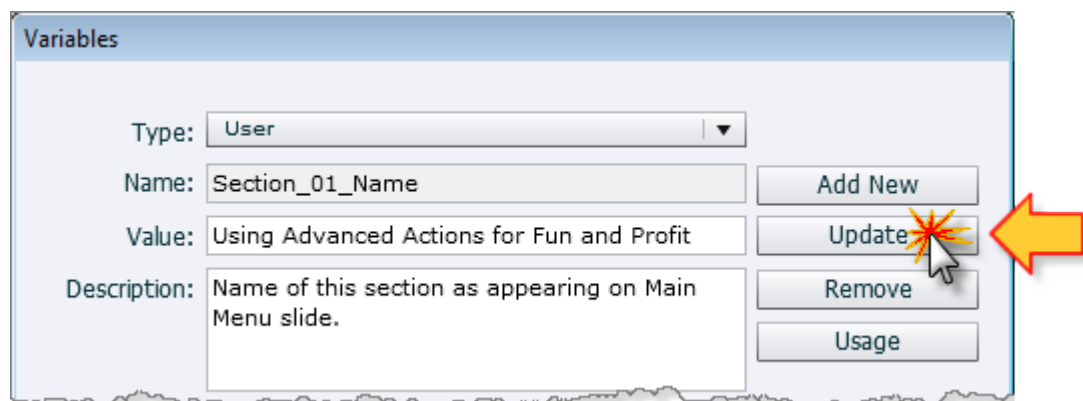 Variables
Type: User
Name: Section_01_Name Add New
Value: Using Advanced Actions for Fun and Profit Update
Description: Name of this section as appearing on Main Remove
Menu slide.
Usage